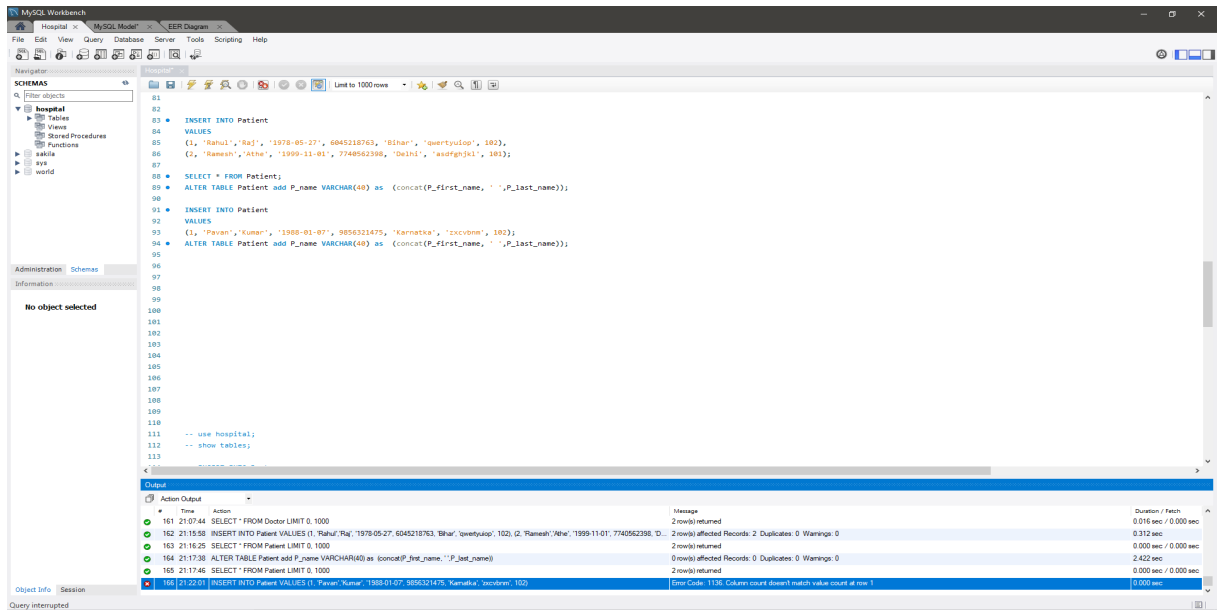 MySQL Workbench
Hospital × MySQL Model* × EER Diagram ×
File Edit View Query Database Server Tools Scripting Help
Navigator
Hospital* ×
SCHEMAS
Limit to 1000 rows
Filter objects
hospital
Tables
Views
Stored Procedures
Functions
sakila
sys
world
81
82
83 INSERT INTO Patient
84 VALUES
85 (1, 'Rahul','Raj', '1978-05-27', 6045218763, 'Bihar', 'qwertyuiop', 102),
86 (2, 'Ramesh','Athe', '1999-11-01', 7740562398, 'Delhi', 'asdfghjkl', 101);
87
88 SELECT * FROM Patient;
89 ALTER TABLE Patient add P_name VARCHAR(40) as (concat(P_first_name, ' ',P_last_name));
90
91 INSERT INTO Patient
92 VALUES
93 (1, 'Pavan','Kumar', '1988-01-07', 9856321475, 'Karnatka', 'zxcvbnm', 102);
94 ALTER TABLE Patient add P_name VARCHAR(40) as (concat(P_first_name, ' ',P_last_name));
95
96
97
98
99
100
101
102
103
104
105
106
107
108
109
110
111 -- use hospital;
112 -- show tables;
113
Administration Schemas
Information
No object selected
Object Info Session
Output
Action Output
# Time Action Message Duration / Fetch
161 21:07:44 SELECT * FROM Doctor LIMIT 0, 1000 2 row(s) returned 0.016 sec / 0.000 sec
162 21:15:58 INSERT INTO Patient VALUES (1, 'Rahul','Raj', '1978-05-27', 6045218763, 'Bihar', 'qwertyuiop', 102), (2, 'Ramesh','Athe', '1999-11-01', 7740562398, 'D... 2 row(s) affected Records: 2 Duplicates: 0 Warnings: 0 0.312 sec
163 21:16:25 SELECT * FROM Patient LIMIT 0, 1000 2 row(s) returned 0.000 sec / 0.000 sec
164 21:17:38 ALTER TABLE Patient add P_name VARCHAR(40) as (concat(P_first_name, ' ',P_last_name)) 0 row(s) affected Records: 0 Duplicates: 0 Warnings: 0 2.422 sec
165 21:17:46 SELECT * FROM Patient LIMIT 0, 1000 2 row(s) returned 0.000 sec / 0.000 sec
166 21:22:01 INSERT INTO Patient VALUES (1, 'Pavan','Kumar', '1988-01-07', 9856321475, 'Karnatka', 'zxcvbnm', 102) Error Code: 1136. Column count doesn't match value count at row 1 0.000 sec
Query interrupted